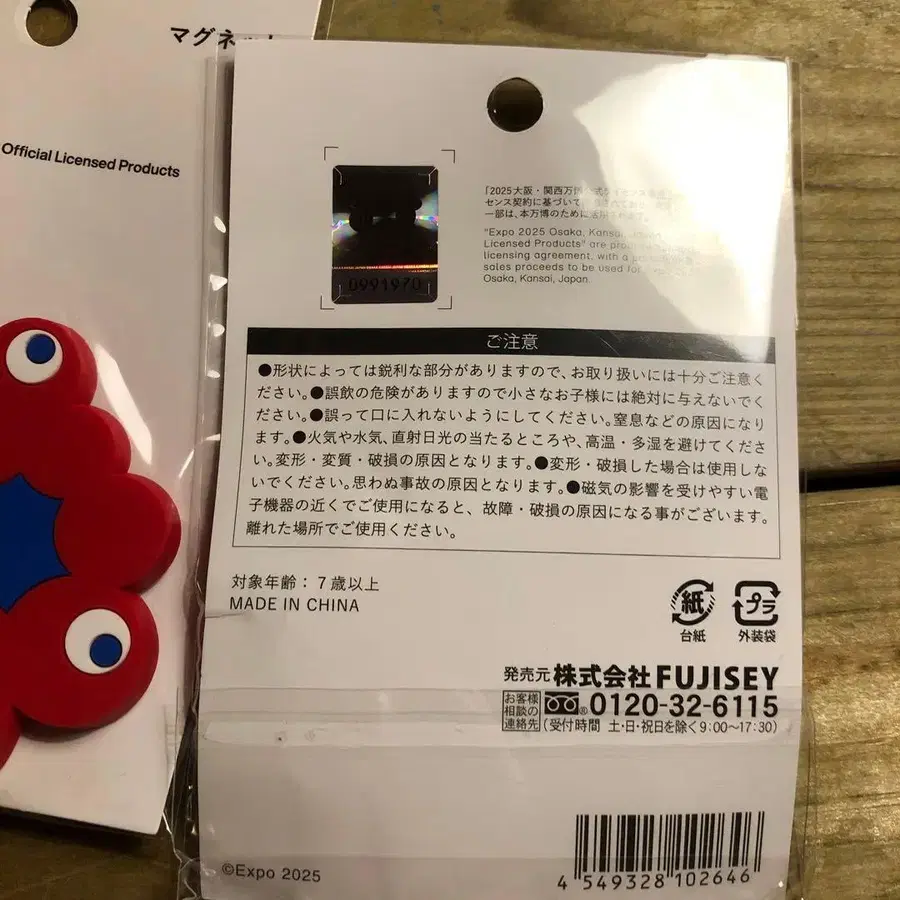 マグネット
Official Licensed Products
0991970
「2025大阪・関西万
センス契約に基づいて
一部は、本万博のために活用されます。
"Expo 2025 Osaka, Kansai,
Licensed Products" are
licensing agreement, with a
sales proceeds to be used for
Osaka, Kansai, Japan.
ご注意
●形状によっては鋭利な部分がありますので、お取り扱いには十分ご注意く
ださい。●誤飲の危険がありますので小さなお子様には絶対に与えないでく
ださい。●誤って口に入れないようにしてください。窒息などの原因になり
ます。●火気や水気、直射日光の当たるところや、高温・多湿を避けてくださ
い。変形・変質・破損の原因となります。●変形・破損した場合は使用しな
いでください。思わぬ事故の原因となります。●磁気の影響を受けやすい電
子機器の近くでご使用になると、故障・破損の原因になる事がございます。
離れた場所でご使用ください。
対象年齢：7歳以上
MADE IN CHINA
紙 プラ
台紙 外装袋
発売元 株式会社FUJISEY
お客様相談の連絡先 0120-32-6115
(受付時間 土・日・祝日を除く9:00〜17:30)
©Expo 2025
4 549328 102646